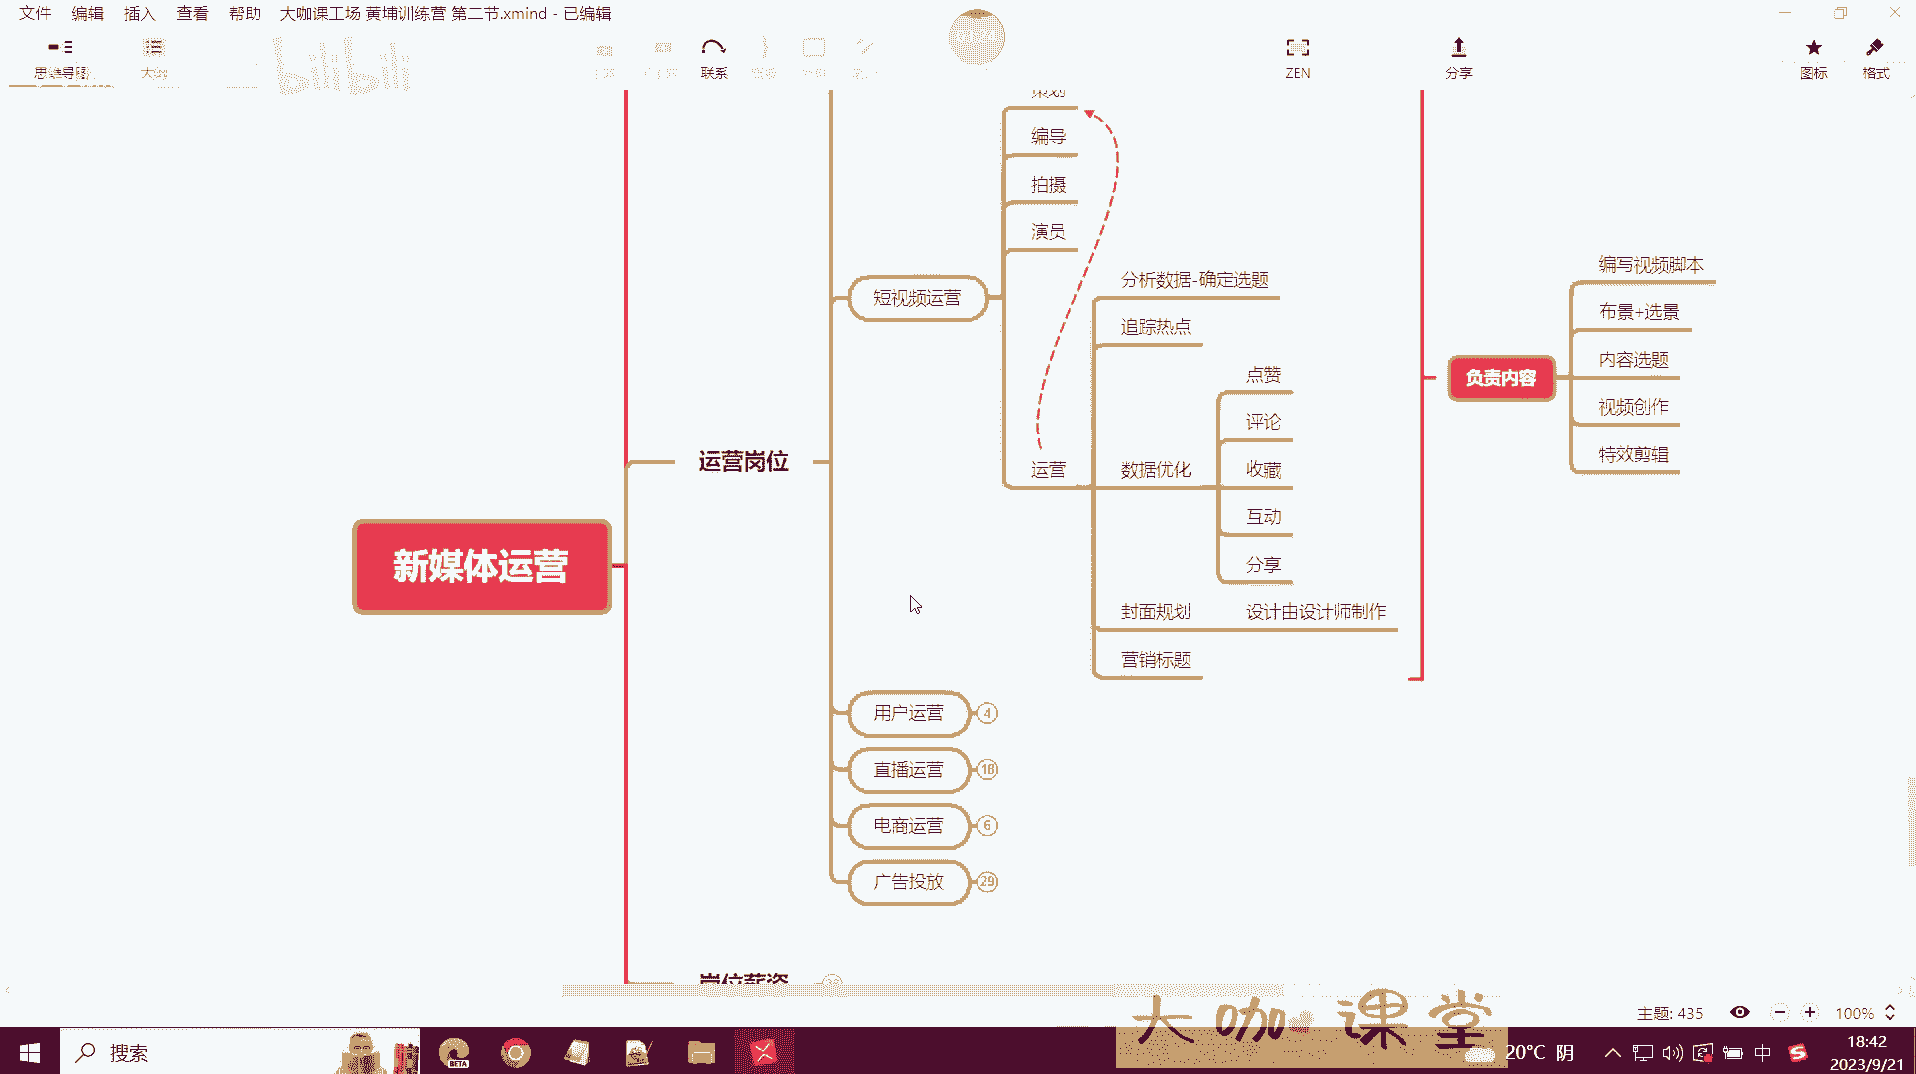 文件 编辑 插入 查看 帮助 大咖课工场 黄埔训练营 第二节.xmind - 已编辑
思维导图
bilibili
联系
ZEN
分享
图标
格式
策划
编导
拍摄
演员
短视频运营
分析数据-确定选题
追踪热点
点赞
评论
运营
数据优化
收藏
互动
分享
封面规划
设计由设计师制作
营销标题
负责内容
编写视频脚本
布景+选景
内容选题
视频创作
特效剪辑
运营岗位
新媒体运营
用户运营 4
直播运营 18
电商运营 6
广告投放 29
岗位薪资
大咖课堂
主题: 435
100%
搜索
BETA
20°C 阴
中
18:42
2023/9/21